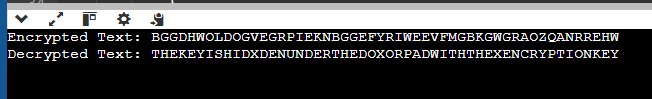 Encrypted Text: BGGDHWOLDOGVEGRPIEKNBGGEFYRIWEEVFMGBKGWGRAOZQANRREHW
Decrypted Text: THEKEYISHIDXDENUNDERTHEDOXORPADWITHTHEXENCRYPTIONKEY